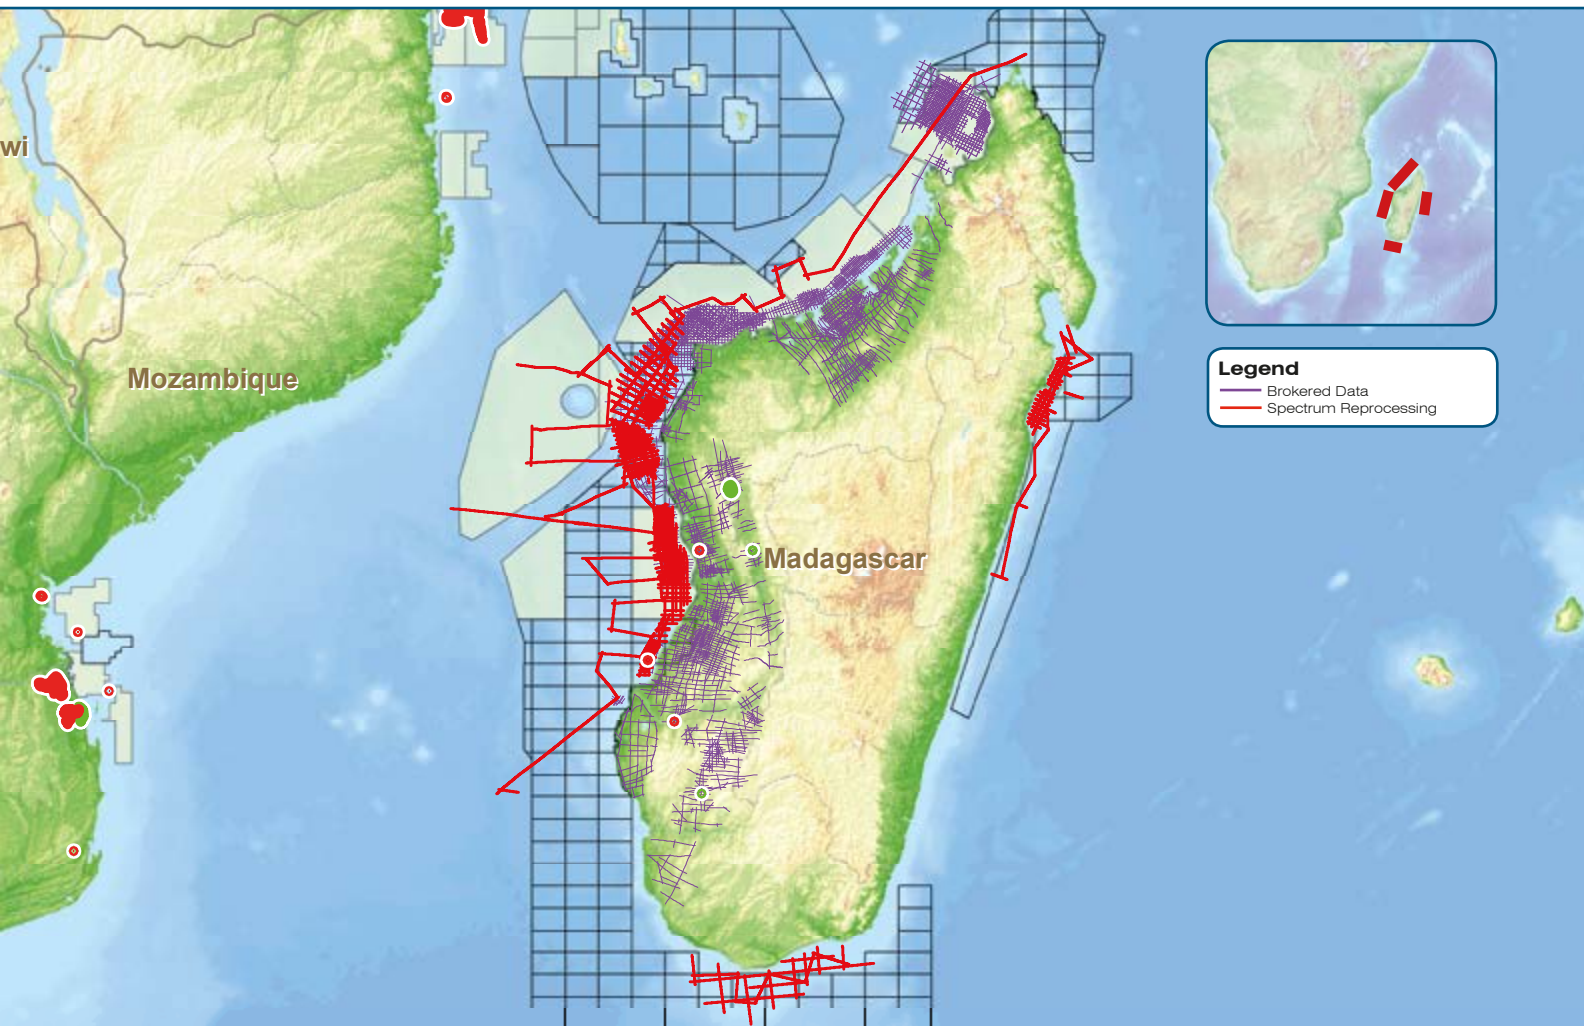 wi
Mozambique
Madagascar
Legend
Brokered Data
Spectrum Reprocessing